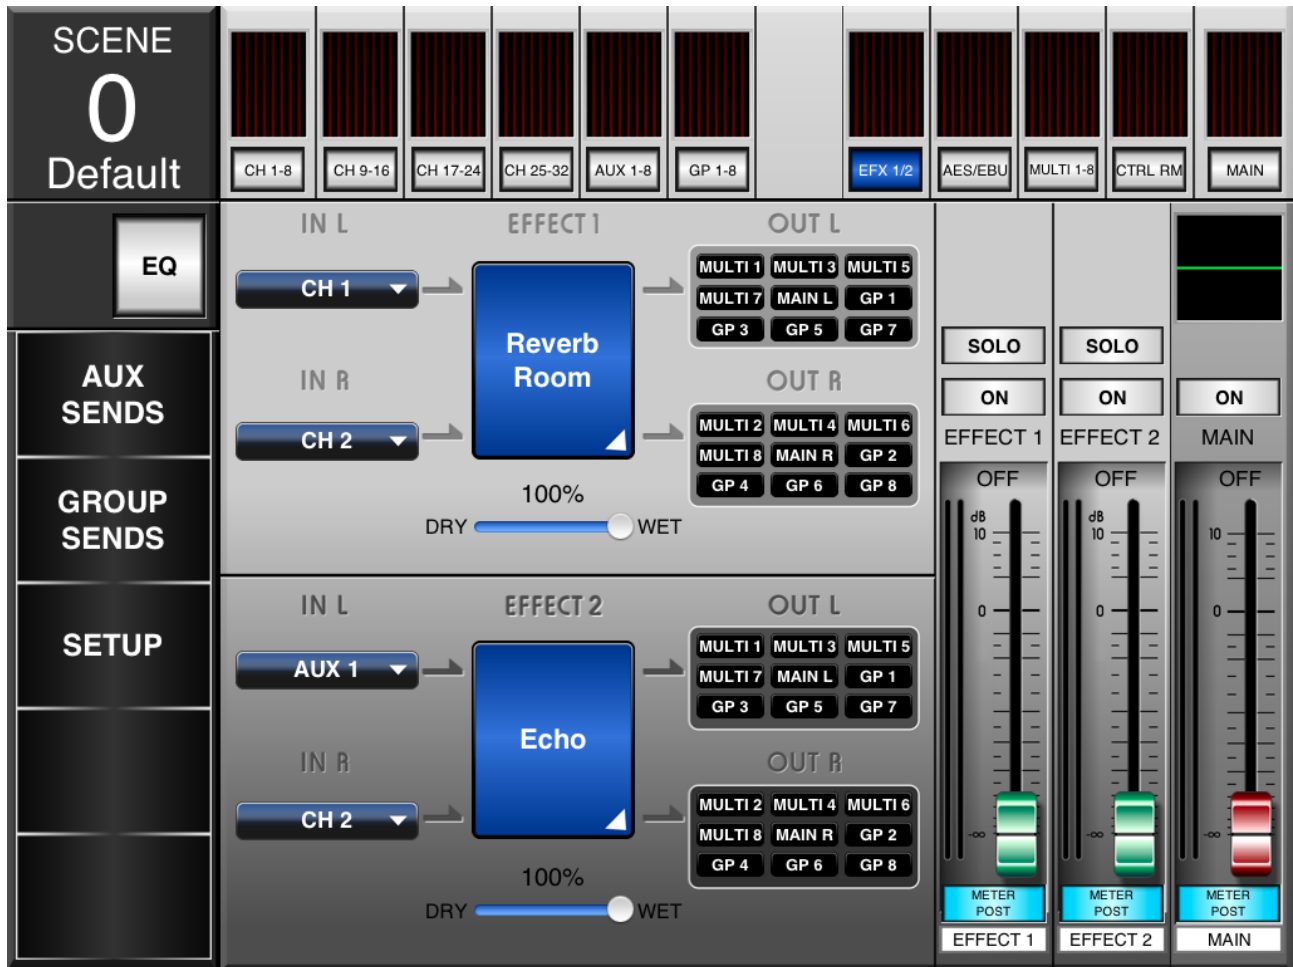 SCENE
0
Default
CH 1-8
CH 9-16
CH 17-24
CH 25-32
AUX 1-8
GP 1-8
EFX 1/2
AES/EBU
MULTI 1-8
CTRL RM
MAIN
EQ
AUX
SENDS
GROUP
SENDS
SETUP
IN L
EFFECT 1
OUT L
CH 1
Reverb
Room
MULTI 1 MULTI 3 MULTI 5
MULTI 7 MAIN L GP 1
GP 3 GP 5 GP 7
IN R
OUT R
CH 2
MULTI 2 MULTI 4 MULTI 6
MULTI 8 MAIN R GP 2
GP 4 GP 6 GP 8
100%
DRY
WET
IN L
EFFECT 2
OUT L
AUX 1
Echo
MULTI 1 MULTI 3 MULTI 5
MULTI 7 MAIN L GP 1
GP 3 GP 5 GP 7
IN R
OUT R
CH 2
MULTI 2 MULTI 4 MULTI 6
MULTI 8 MAIN R GP 2
GP 4 GP 6 GP 8
100%
DRY
WET
SOLO
ON
EFFECT 1
OFF
dB
10
0
-∞
METER
POST
EFFECT 1
SOLO
ON
EFFECT 2
OFF
dB
10
0
-∞
METER
POST
EFFECT 2
ON
MAIN
OFF
10
0
-∞
METER
POST
MAIN